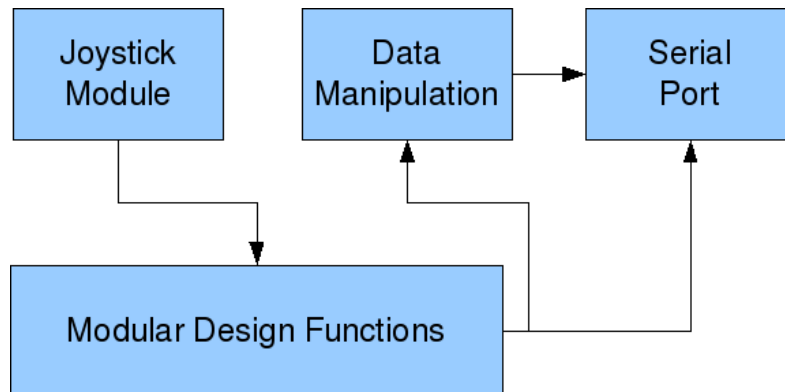 Joystick
Module
Data
Manipulation
Serial
Port
Modular Design Functions